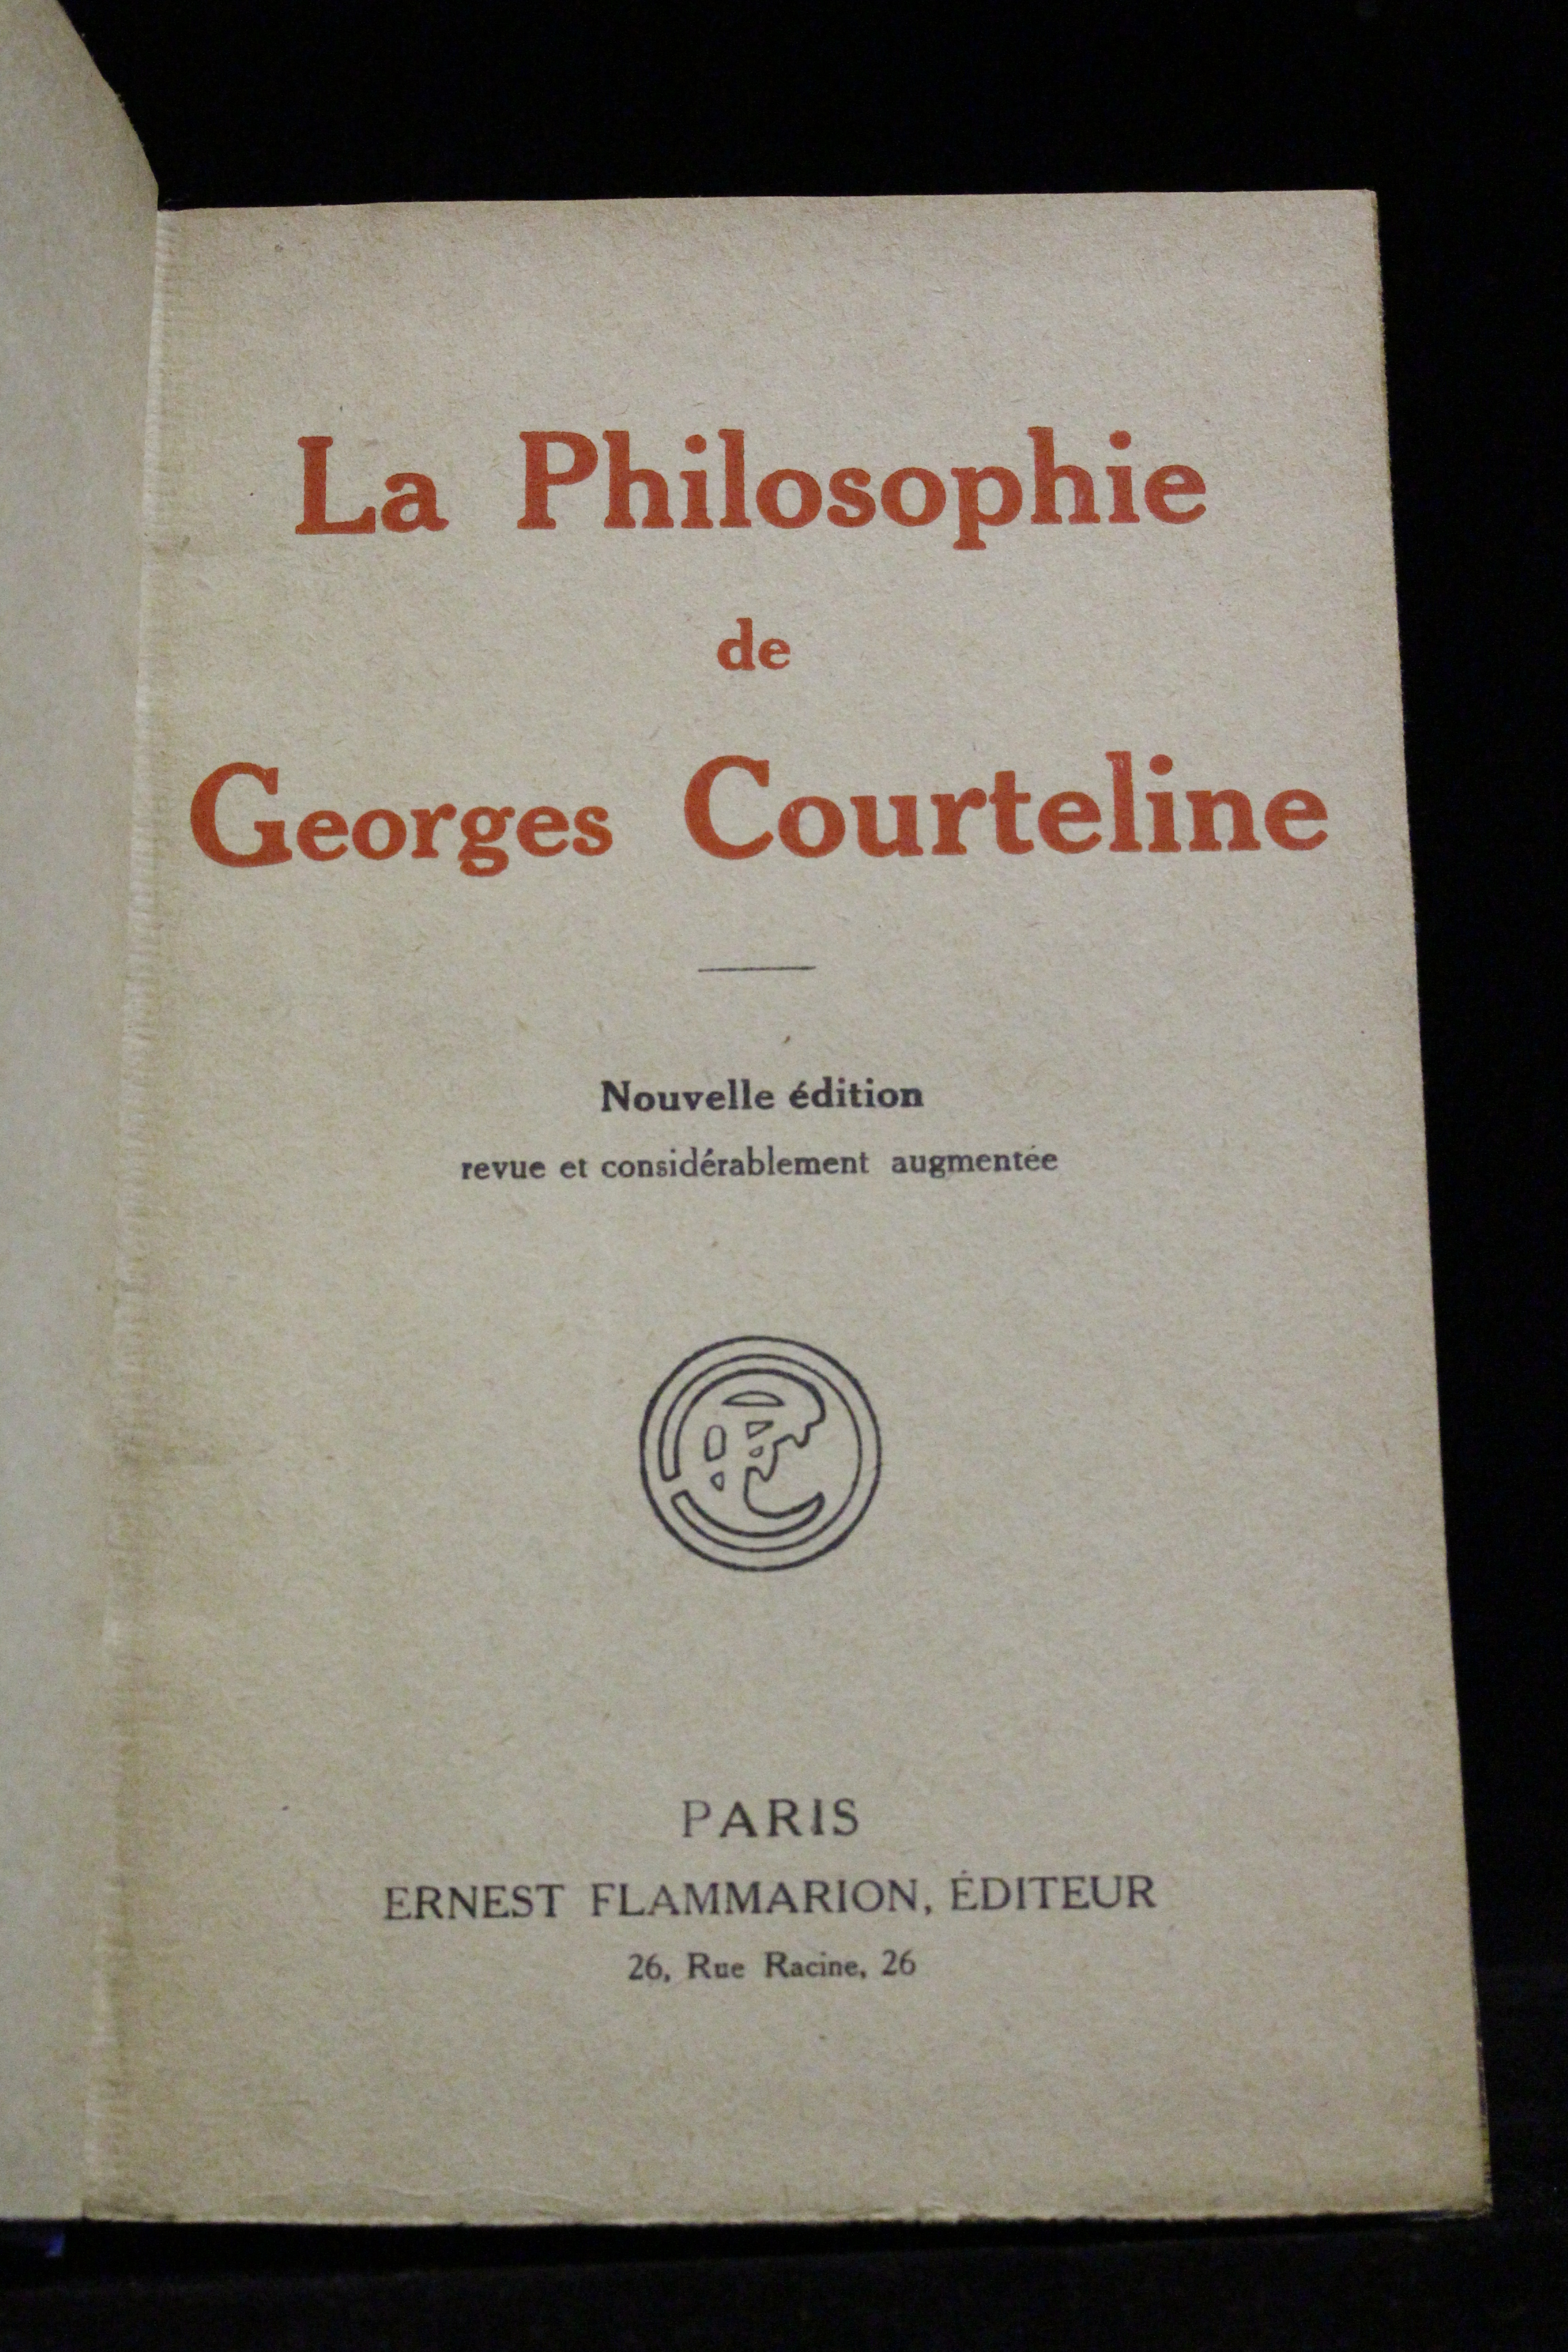 La Philosophie
de
Georges Courteline
Nouvelle édition
revue et considérablement augmentée
PARIS
ERNEST FLAMMARION, ÉDITEUR
26, Rue Racine, 26